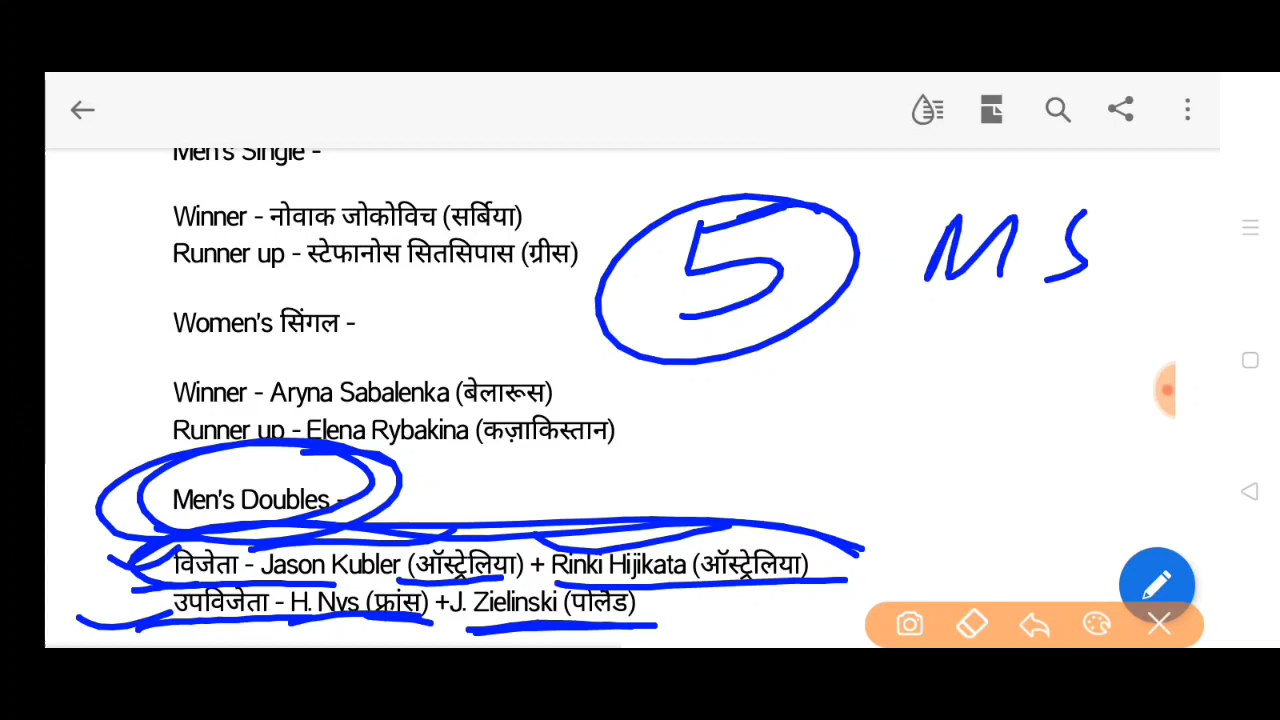 Men's Single -
Winner - नोवाक जोकोविच (सर्बिया)
Runner up - स्टेफानोस सितसिपास (ग्रीस)
5 M S
Women's सिंगल -
Winner - Aryna Sabalenka (बेलारूस)
Runner up - Elena Rybakina (कज़ाकिस्तान)
Men's Doubles -
विजेता - Jason Kubler (ऑस्ट्रेलिया) + Rinki Hijikata (ऑस्ट्रेलिया)
उपविजेता - H. Nys (फ्रांस) +J. Zielinski (पोलैंड)